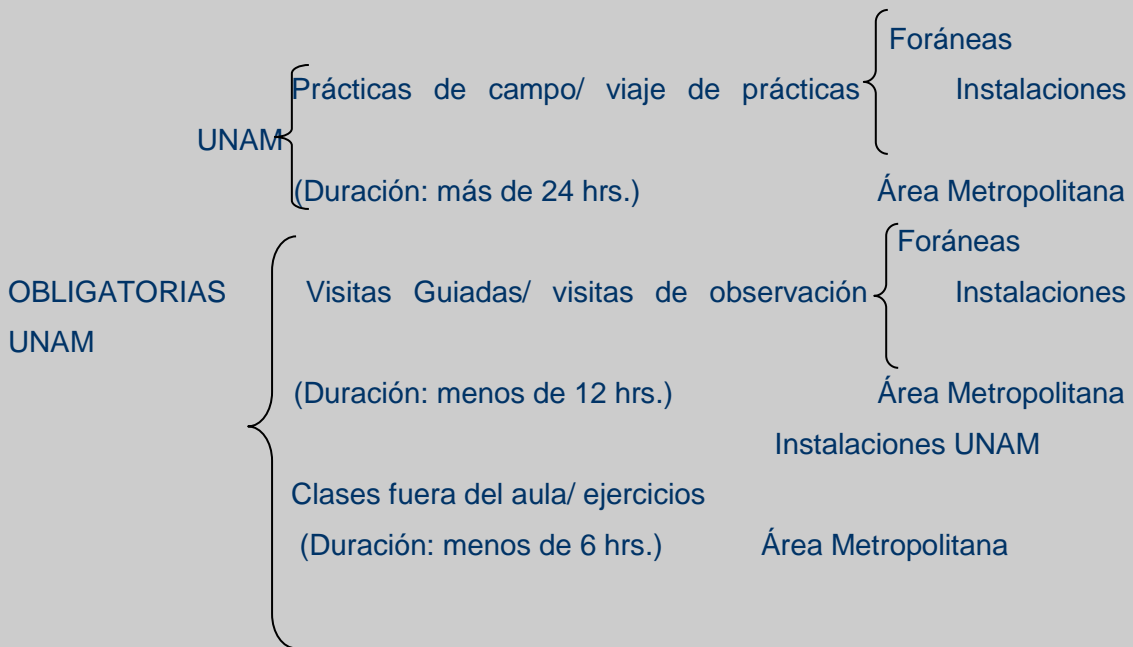 Foráneas
Prácticas de campo/ viaje de prácticas Instalaciones
UNAM
(Duración: más de 24 hrs.) Área Metropolitana
Foráneas
OBLIGATORIAS Visitas Guiadas/ visitas de observación Instalaciones
UNAM
(Duración: menos de 12 hrs.) Área Metropolitana
Instalaciones UNAM
Clases fuera del aula/ ejercicios
(Duración: menos de 6 hrs.) Área Metropolitana